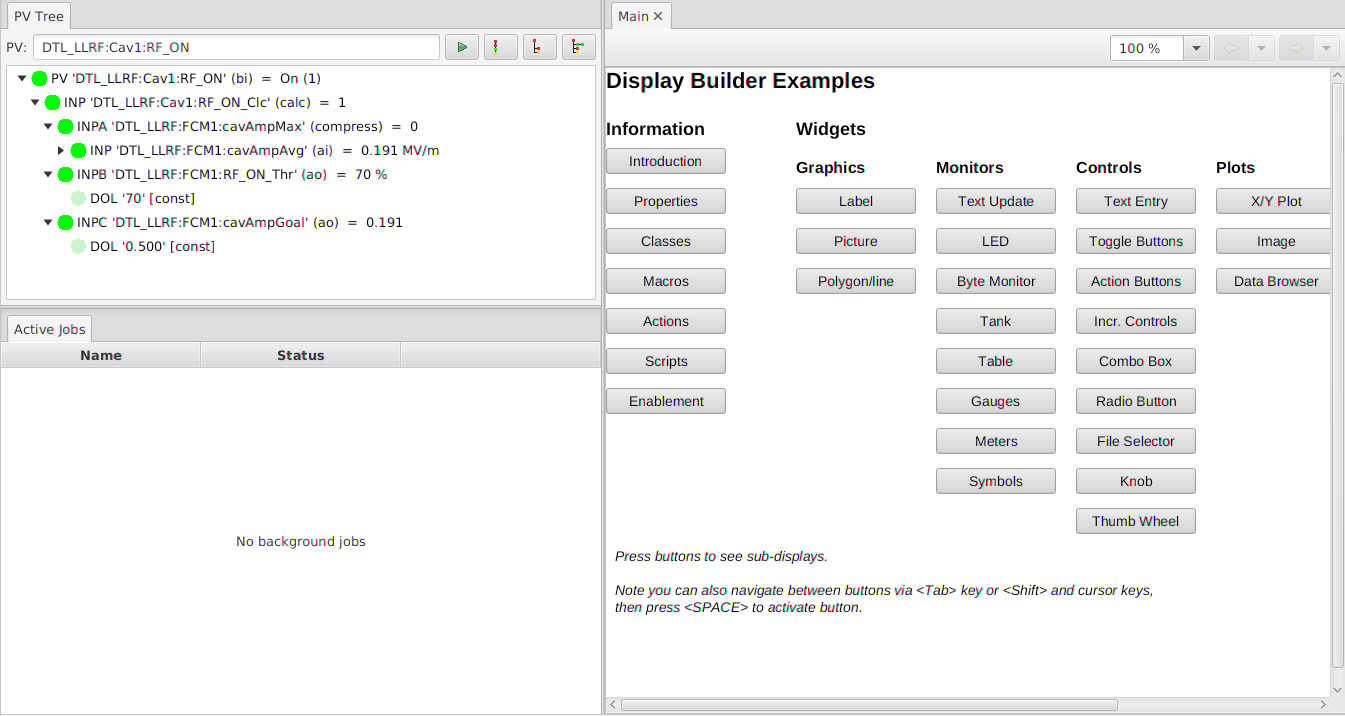 PV Tree
PV: DTL_LLRF:Cav1:RF_ON
PV 'DTL_LLRF:Cav1:RF_ON' (bi) = On (1)
INP 'DTL_LLRF:Cav1:RF_ON_Clc' (calc) = 1
INPA 'DTL_LLRF:FCM1:cavAmpMax' (compress) = 0
INP 'DTL_LLRF:FCM1:cavAmpAvg' (ai) = 0.191 MV/m
INPB 'DTL_LLRF:FCM1:RF_ON_Thr' (ao) = 70 %
DOL '70' [const]
INPC 'DTL_LLRF:FCM1:cavAmpGoal' (ao) = 0.191
DOL '0.500' [const]
Active Jobs
Name Status
No background jobs
Main
100 %
Display Builder Examples
Information
Introduction
Properties
Classes
Macros
Actions
Scripts
Enablement
Widgets
Graphics
Label
Picture
Polygon/line
Monitors
Text Update
LED
Byte Monitor
Tank
Table
Gauges
Meters
Symbols
Controls
Text Entry
Toggle Buttons
Action Buttons
Incr. Controls
Combo Box
Radio Button
File Selector
Knob
Thumb Wheel
Plots
X/Y Plot
Image
Data Browser
Press buttons to see sub-displays.
Note you can also navigate between buttons via <Tab> key or <Shift> and cursor keys,
then press <SPACE> to activate button.